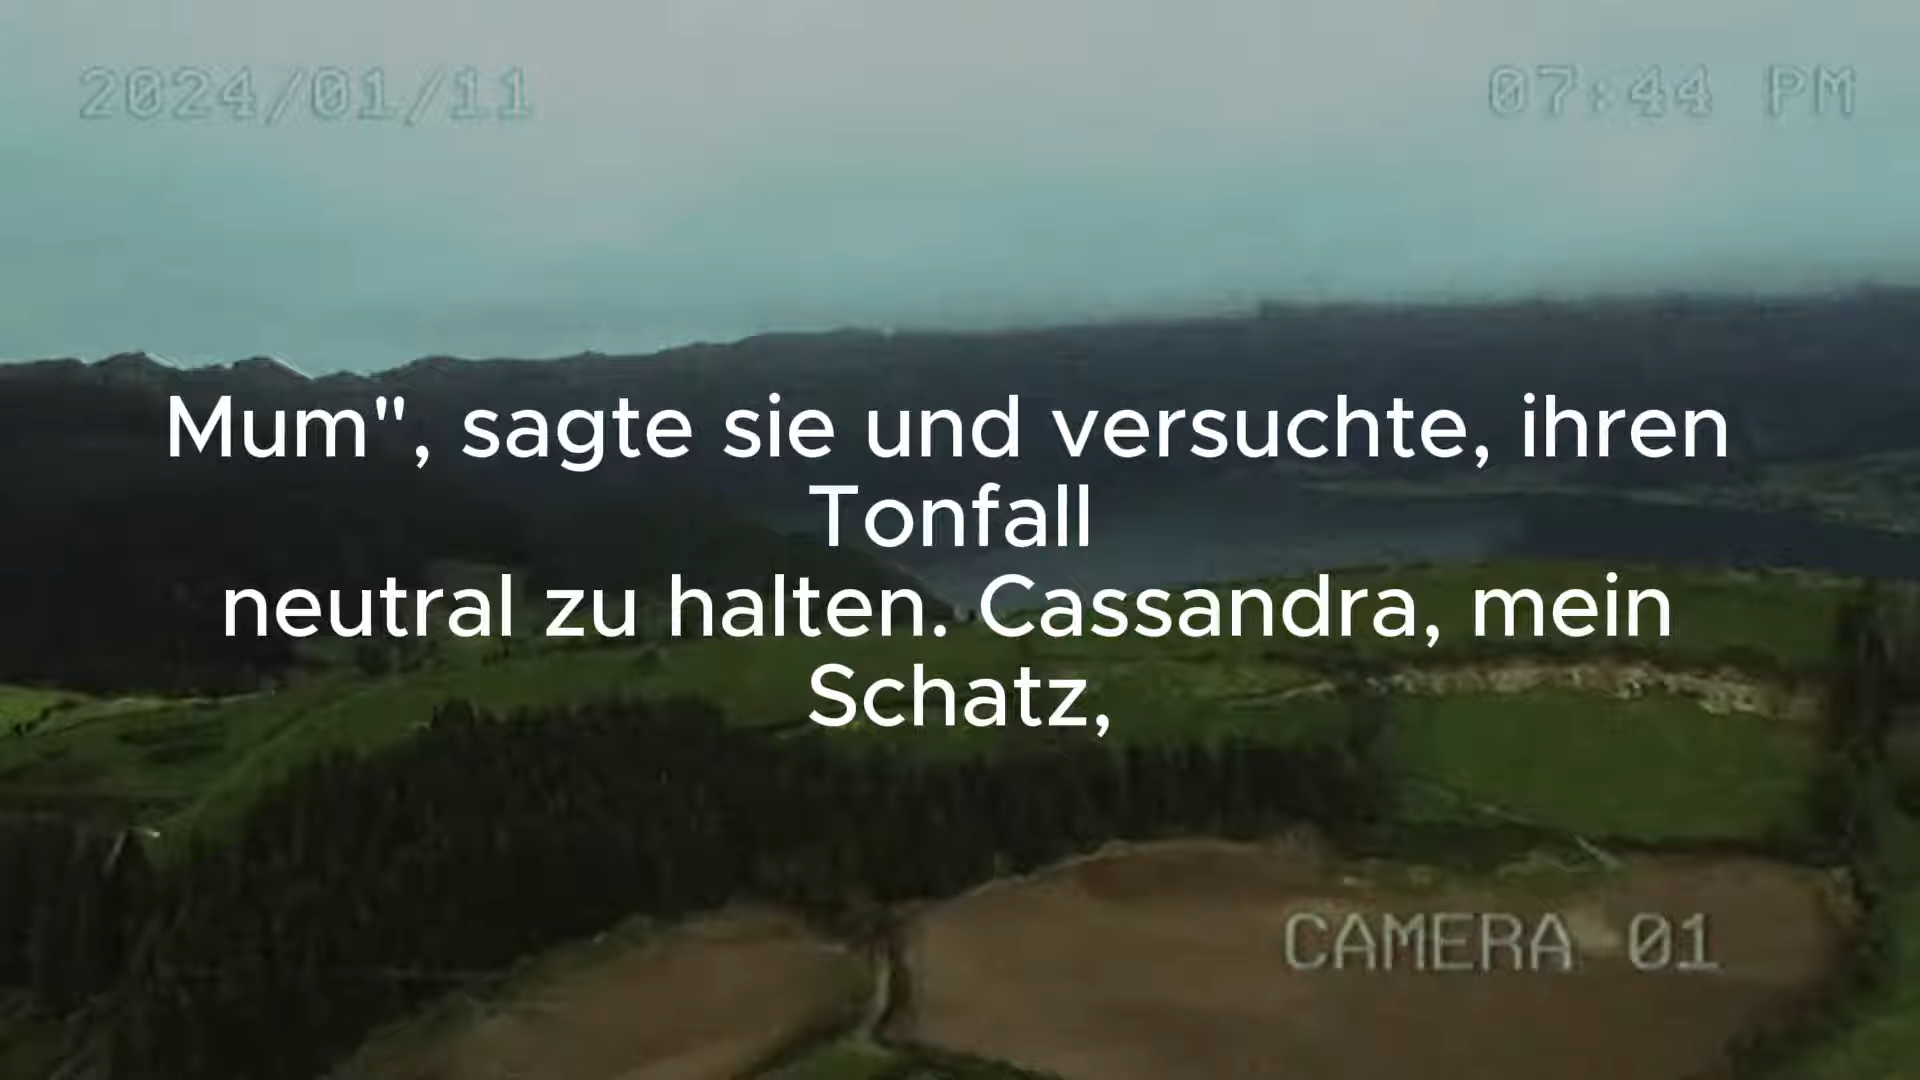 2024/01/11
07:44 PM
Mum", sagte sie und versuchte, ihren
Tonfall
neutral zu halten. Cassandra, mein
Schatz,
CAMERA 01